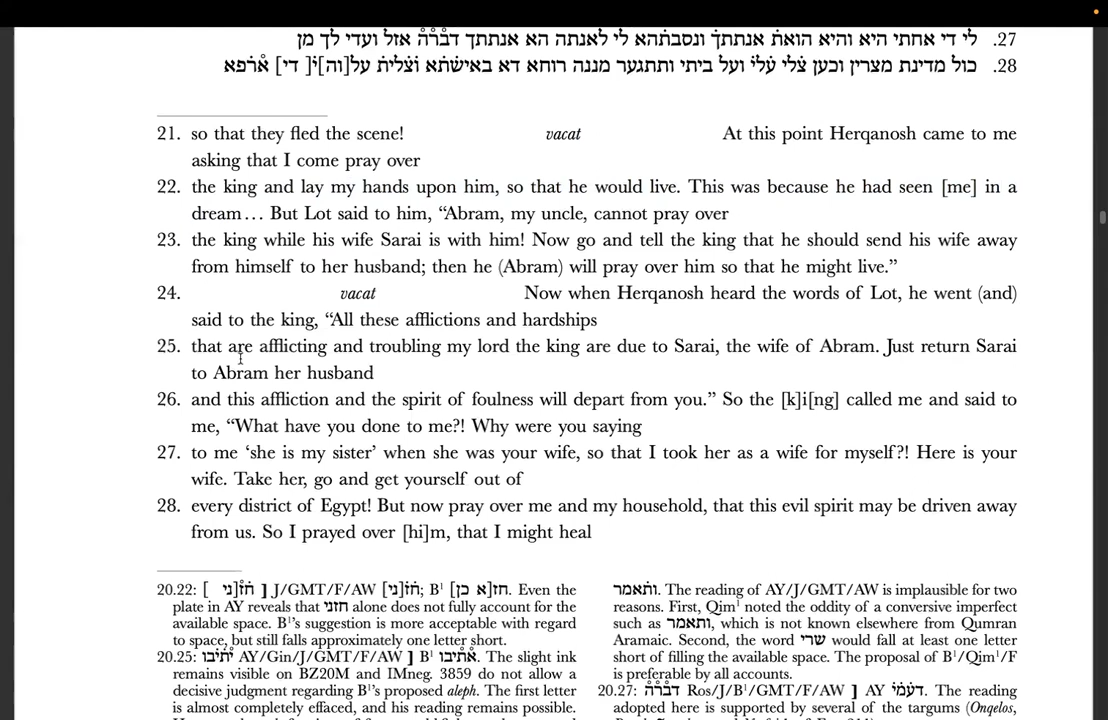 27. לי די אחתי היא והיא הואת אנתתך ונסבתהא לי לאנתה הא אנתתך דברה אזל ועדי לך מן
28. כול מדינת מצרין וכען צלי עלי ועל ביתי ותתגער מננה רוחא דא באישתא וצלית על[וה]י [די ]ארפא
21. so that they fled the scene! vacat At this point Herqanosh came to me
asking that I come pray over
22. the king and lay my hands upon him, so that he would live. This was because he had seen [me] in a
dream… But Lot said to him, “Abram, my uncle, cannot pray over
23. the king while his wife Sarai is with him! Now go and tell the king that he should send his wife away
from himself to her husband; then he (Abram) will pray over him so that he might live.”
24. vacat Now when Herqanosh heard the words of Lot, he went (and)
said to the king, “All these afflictions and hardships
25. that are afflicting and troubling my lord the king are due to Sarai, the wife of Abram. Just return Sarai
to Abram her husband
26. and this affliction and the spirit of foulness will depart from you.” So the [k]i[ng] called me and said to
me, “What have you done to me?! Why were you saying
27. to me ‘she is my sister’ when she was your wife, so that I took her as a wife for myself?! Here is your
wife. Take her, go and get yourself out of
28. every district of Egypt! But now pray over me and my household, that this evil spirit may be driven away
from us. So I prayed over [hi]m, that I might heal
20.22: J/GMT/F/AW B¹ Even the
plate in AY reveals that חזני alone does not fully account for the
available space. B¹’s suggestion is more acceptable with regard
to space, but still falls approximately one letter short.
20.25: יתיבו AY/Gin/J/GMT/F/AW ] B¹ אתיבו. The slight ink
remains visible on BZ20M and IMneg. 3859 do not allow a
decisive judgment regarding B¹’s proposed aleph. The first letter
is almost completely effaced, and his reading remains possible.
ותאמר. The reading of AY/J/GMT/AW is implausible for two
reasons. First, Qim¹ noted the oddity of a conversive imperfect
such as ותאמר, which is not known elsewhere from Qumran
Aramaic. Second, the word שרי would fall at least one letter
short of filling the available space. The proposal of B¹/Qim¹/F
is preferable by all accounts.
20.27: דברה Ros/J/B¹/GMT/F/AW ] AY דעמי. The reading
adopted here is supported by several of the targums (Onqelos,